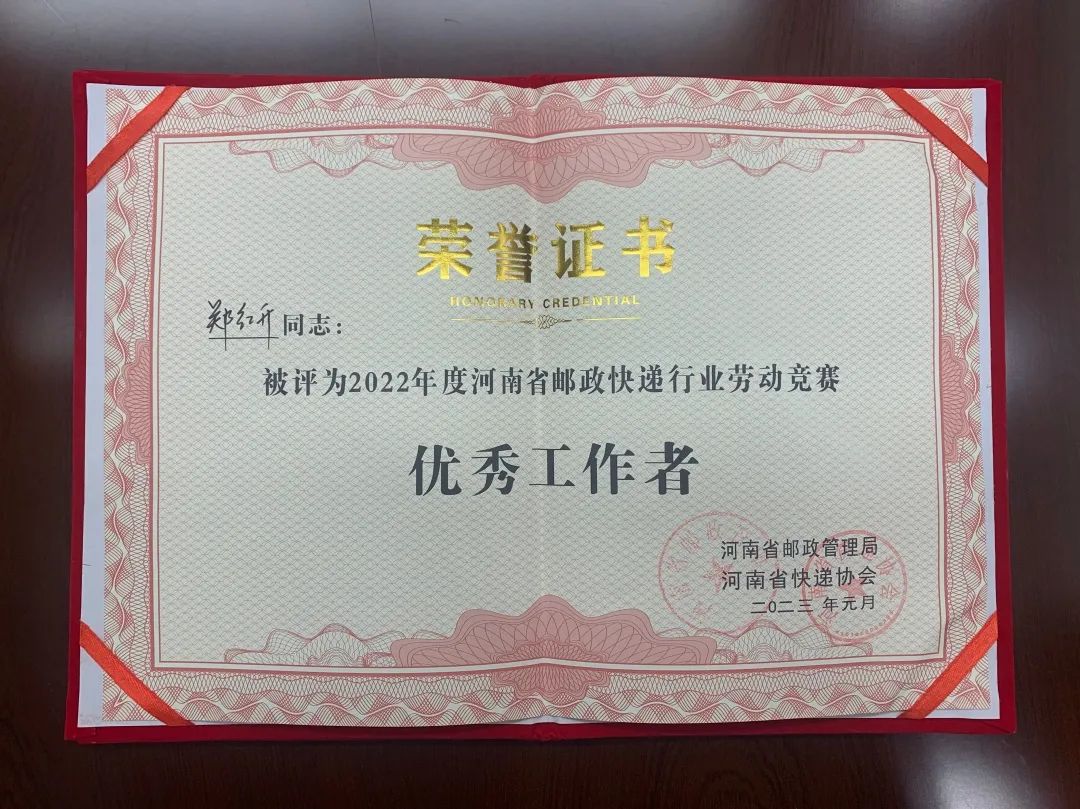 荣誉证书
HONORARY CREDENTIAL
郑红开同志：
被评为2022年度河南省邮政快递行业劳动竞赛
优秀工作者
河南省邮政管理局
河南省快递协会
二〇二三 年元月